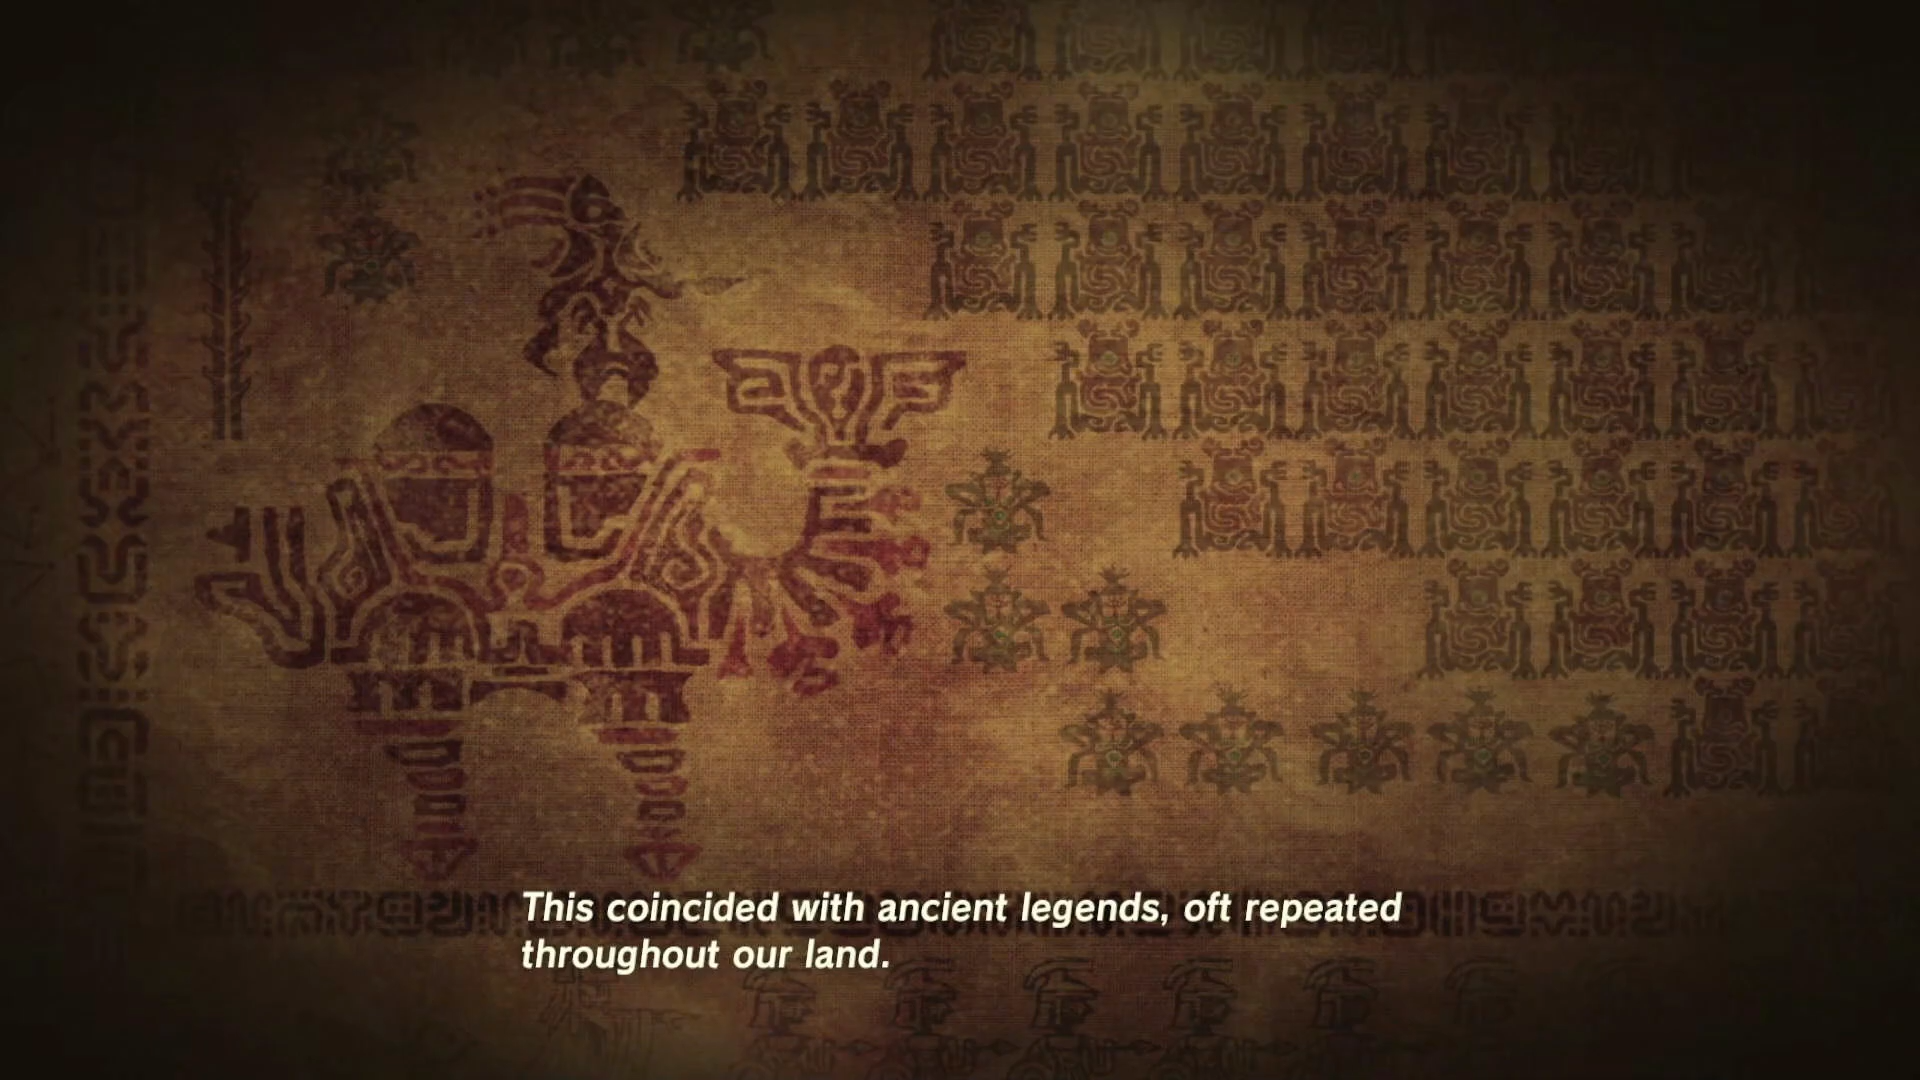 This coincided with ancient legends, oft repeated
throughout our land.